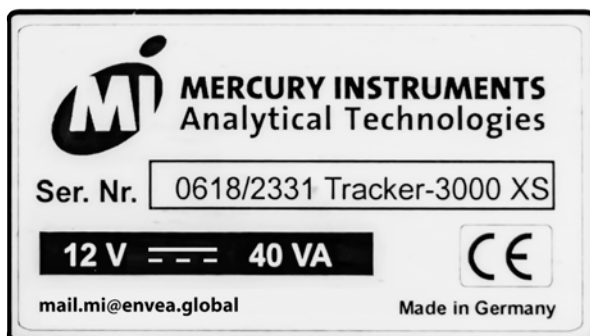 MI
MERCURY INSTRUMENTS
Analytical Technologies
Ser. Nr. 0618/2331 Tracker-3000 XS
12 V 40 VA
CE
mail.mi@envea.global
Made in Germany